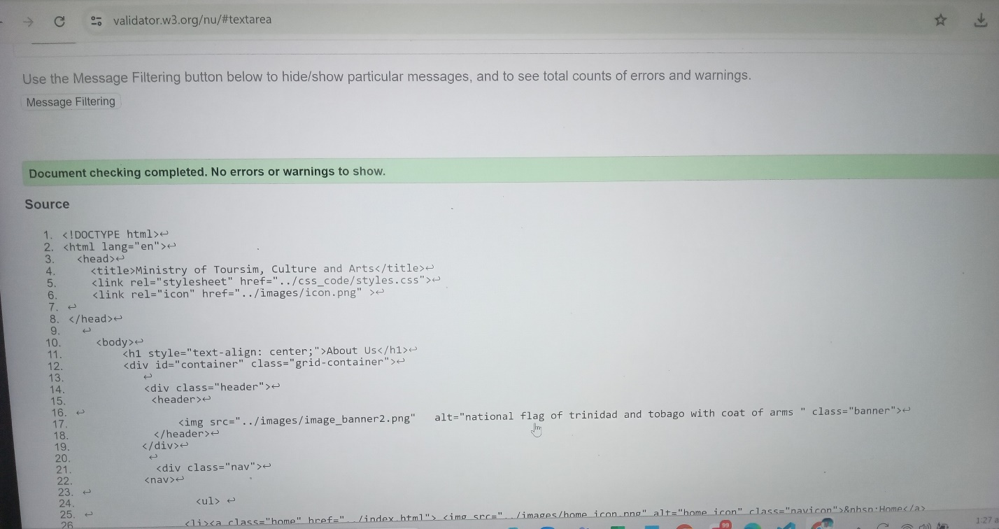 validator.w3.org/nu/#textarea
Use the Message Filtering button below to hide/show particular messages, and to see total counts of errors and warnings.
Message Filtering
Document checking completed. No errors or warnings to show.
Source
1. <!DOCTYPE html>↩
2. <html lang="en">↩
3. <head>↩
4. <title>Ministry of Toursim, Culture and Arts</title>↩
5. <link rel="stylesheet" href="../css_code/styles.css">↩
6. <link rel="icon" href="../images/icon.png" >↩
7. ↩
8. </head>↩
9. ↩
10. <body>↩
11. <h1 style="text-align: center;">About Us</h1>↩
12. <div id="container" class="grid-container">↩
13. ↩
14. <div class="header">↩
15. <header>↩
16. ↩
17. <img src="../images/image_banner2.png" alt="national flag of trinidad and tobago with coat of arms " class="banner">↩
18. </header>↩
19. </div>↩
20. ↩
21. <div class="nav">↩
22. <nav>↩
23. ↩
24. <ul> ↩
25. ↩
26. <li><a class="home" href="../index.html"> <img src="../images/home_icon.png" alt="home icon" class="navicon">&nbsp;Home</a>
99
1:27